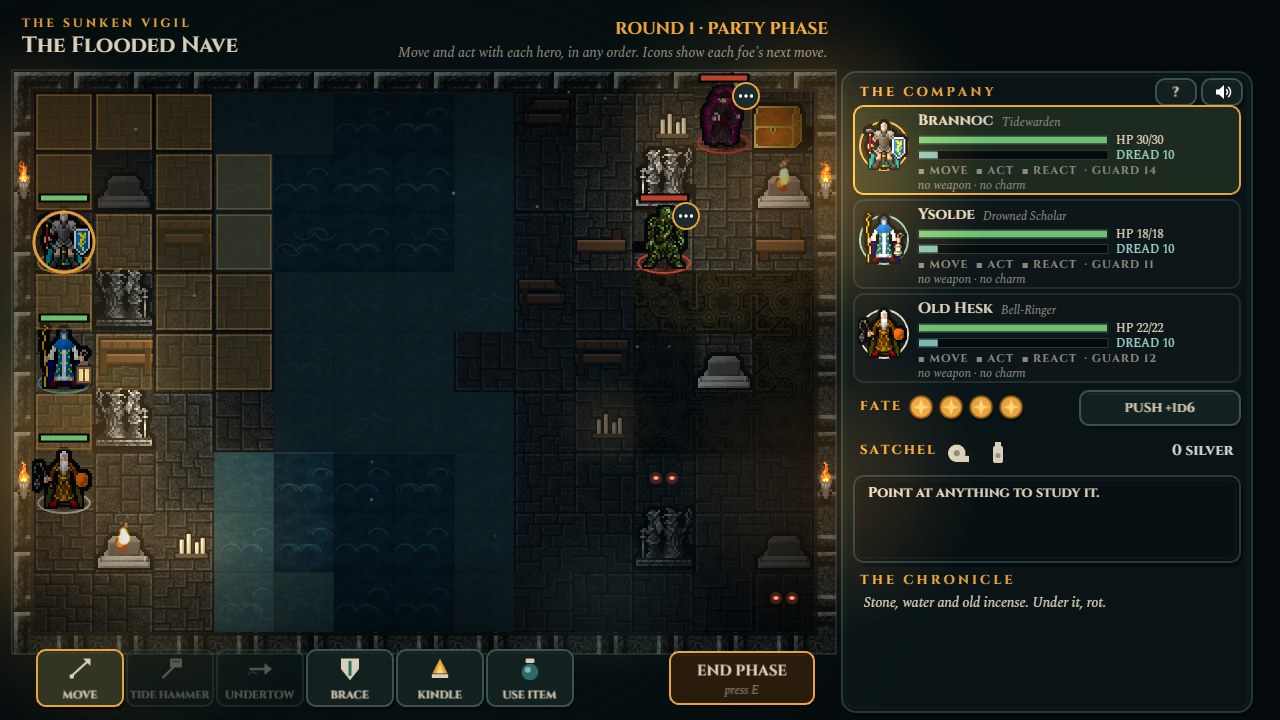 THE SUNKEN VIGIL
THE FLOODED NAVE
ROUND 1 · PARTY PHASE
Move and act with each hero, in any order. Icons show each foe's next move.
THE COMPANY
?
BRANNOC Tidewarden
HP 30/30
DREAD 10
MOVE ACT REACT · GUARD 14
no weapon · no charm
YSOLDE Drowned Scholar
HP 18/18
DREAD 10
MOVE ACT REACT · GUARD 11
no weapon · no charm
OLD HESK Bell-Ringer
HP 22/22
DREAD 10
MOVE ACT REACT · GUARD 12
no weapon · no charm
FATE
PUSH +1D6
SATCHEL
0 SILVER
POINT AT ANYTHING TO STUDY IT.
THE CHRONICLE
Stone, water and old incense. Under it, rot.
MOVE
TIDE HAMMER
UNDERTOW
BRACE
KINDLE
USE ITEM
END PHASE
press E